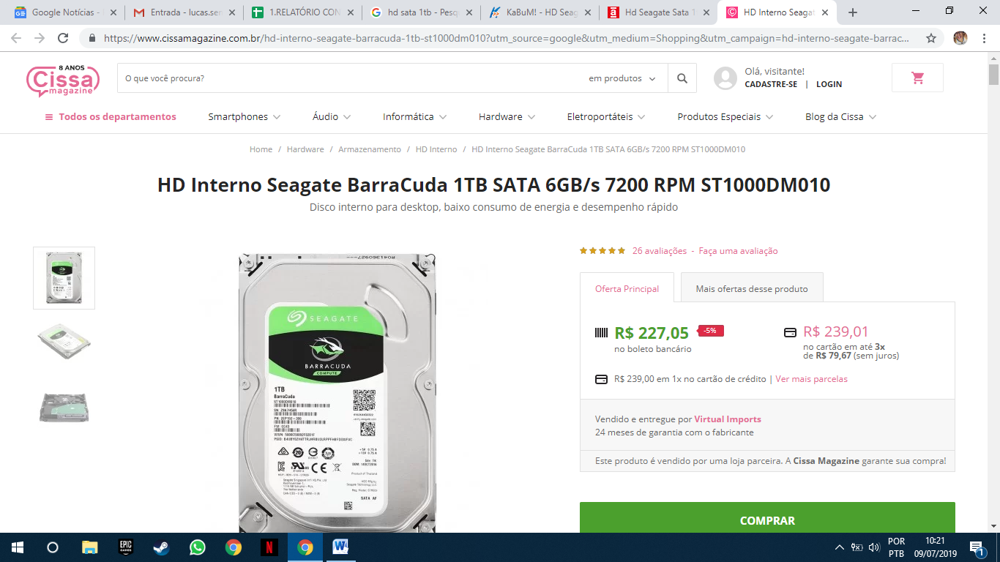 Google Notícias -
Entrada - lucas.ser
1.RELATÓRIO CON
hd sata 1tb - Pesq
KaBuM! - HD Seag
Hd Seagate Sata 1
HD Interno Seagat
https://www.cissamagazine.com.br/hd-interno-seagate-barracuda-1tb-st1000dm010?utm_source=google&utm_medium=Shopping&utm_campaign=hd-interno-seagate-barrac...
8 ANOS
Cissa
magazine
O que você procura?
em produtos
Olá, visitante!
CADASTRE-SE | LOGIN
Todos os departamentos
Smartphones
Áudio
Informática
Hardware
Eletroportáteis
Produtos Especiais
Blog da Cissa
Home / Hardware / Armazenamento / HD Interno / HD Interno Seagate BarraCuda 1TB SATA 6GB/s 7200 RPM ST1000DM010
HD Interno Seagate BarraCuda 1TB SATA 6GB/s 7200 RPM ST1000DM010
Disco interno para desktop, baixo consumo de energia e desempenho rápido
SEAGATE
BARRACUDA
COMPUTE
1TB
BarraCuda
ST1000DM010
Product of Thailand
SATA AF
26 avaliações - Faça uma avaliação
Oferta Principal
Mais ofertas desse produto
R$ 227,05
-5%
no boleto bancário
R$ 239,01
no cartão em até 3x
de R$ 79,67 (sem juros)
R$ 239,00 em 1x no cartão de crédito | Ver mais parcelas
Vendido e entregue por Virtual Imports
24 meses de garantia com o fabricante
Este produto é vendido por uma loja parceira. A Cissa Magazine garante sua compra!
COMPRAR
EPIC
GAMES
POR
PTB
10:21
09/07/2019
1